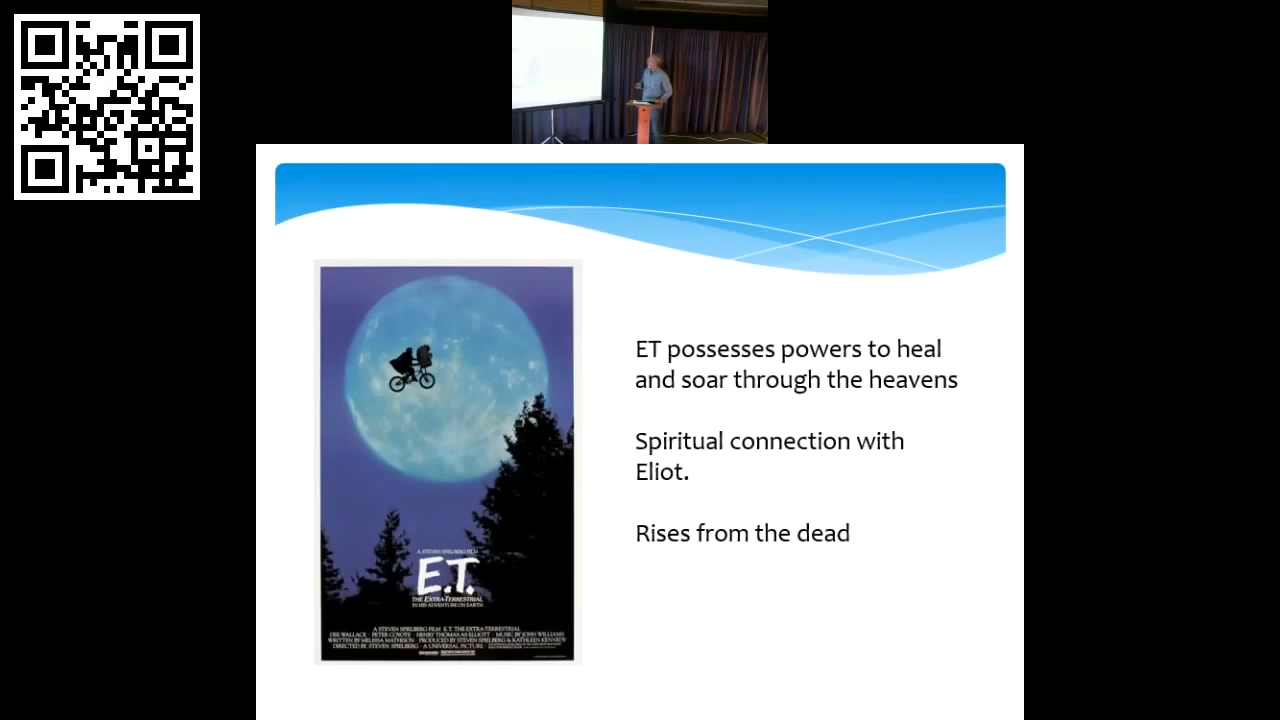 ET possesses powers to heal
and soar through the heavens
Spiritual connection with
Eliot.
Rises from the dead
A STEVEN SPIELBERG FILM
E.T.
THE EXTRA-TERRESTRIAL
IN HIS ADVENTURE ON EARTH
A STEVEN SPIELBERG FILM E.T. THE EXTRA-TERRESTRIAL
DEE WALLACE · PETER COYOTE · HENRY THOMAS AS ELLIOTT · MUSIC BY JOHN WILLIAMS
WRITTEN BY MELISSA MATHISON · PRODUCED BY STEVEN SPIELBERG & KATHLEEN KENNEDY
DIRECTED BY STEVEN SPIELBERG · A UNIVERSAL PICTURE